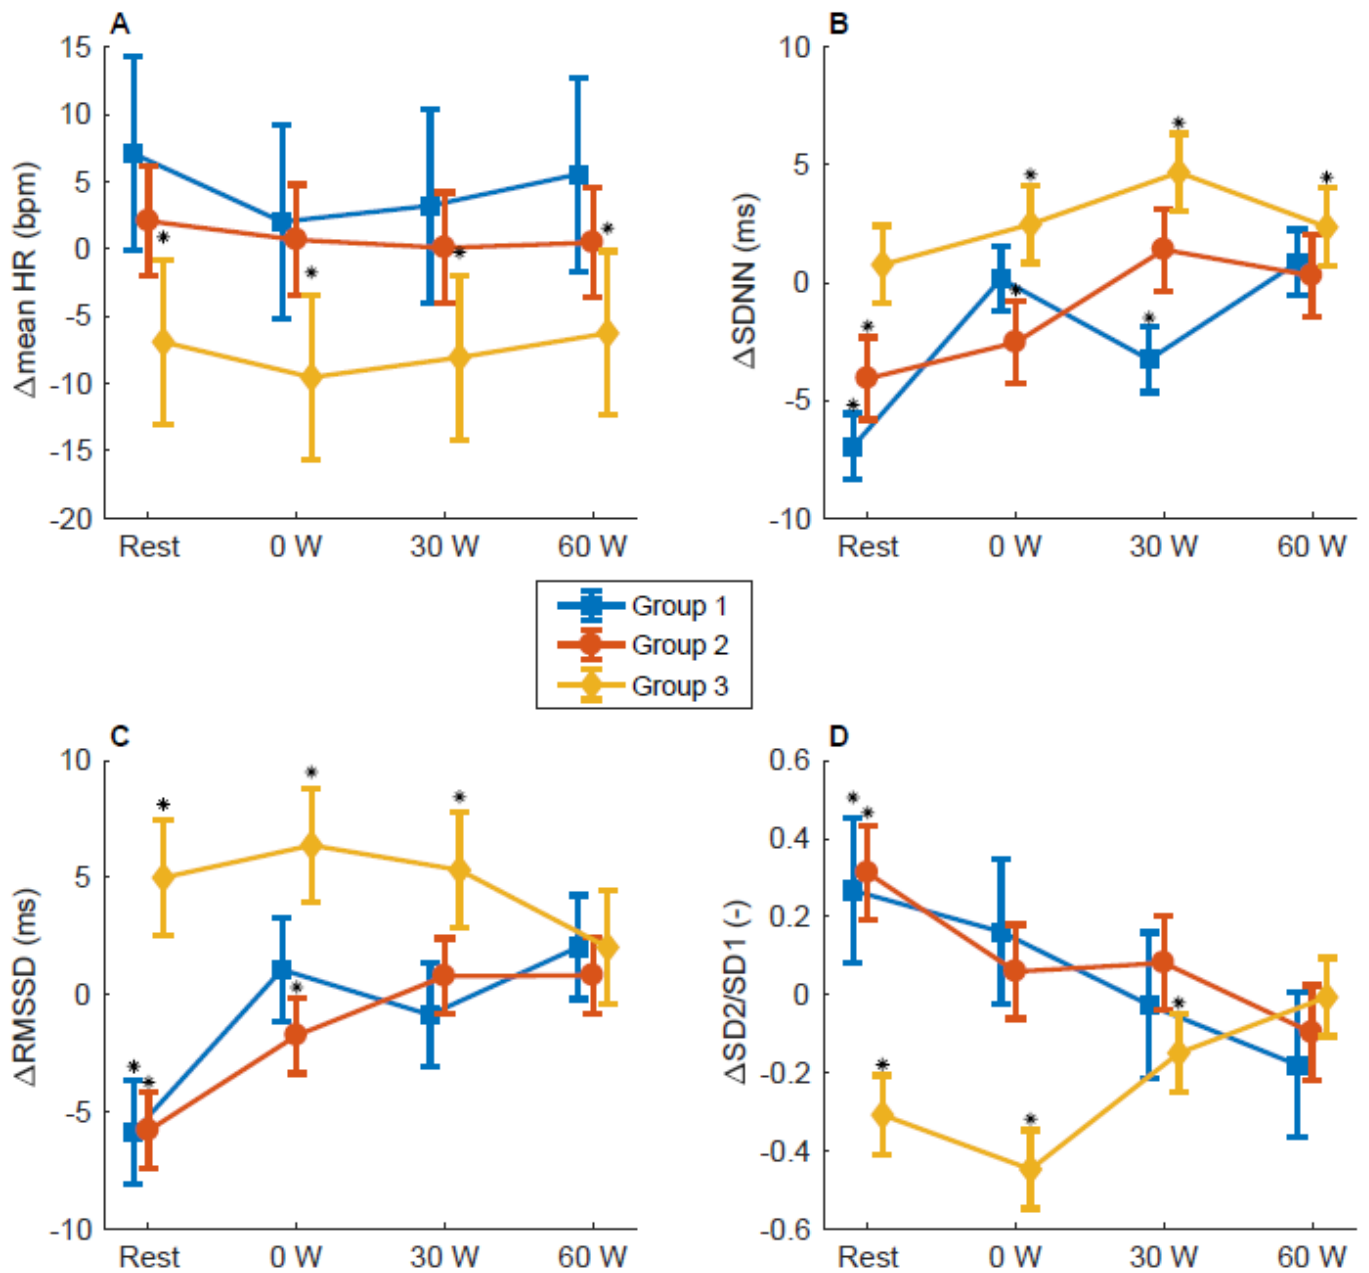 A
ΔmeanHR (bpm)
15
10
5
0
-5
-10
-15
-20
Rest 0 W 30 W 60 W
B
ΔSDNN (ms)
10
5
0
-5
-10
Rest 0 W 30 W 60 W
Group 1
Group 2
Group 3
C
ΔRMSSD (ms)
10
5
0
-5
-10
Rest 0 W 30 W 60 W
D
ΔSD2/SD1 (-)
0.6
0.4
0.2
0
-0.2
-0.4
-0.6
Rest 0 W 30 W 60 W